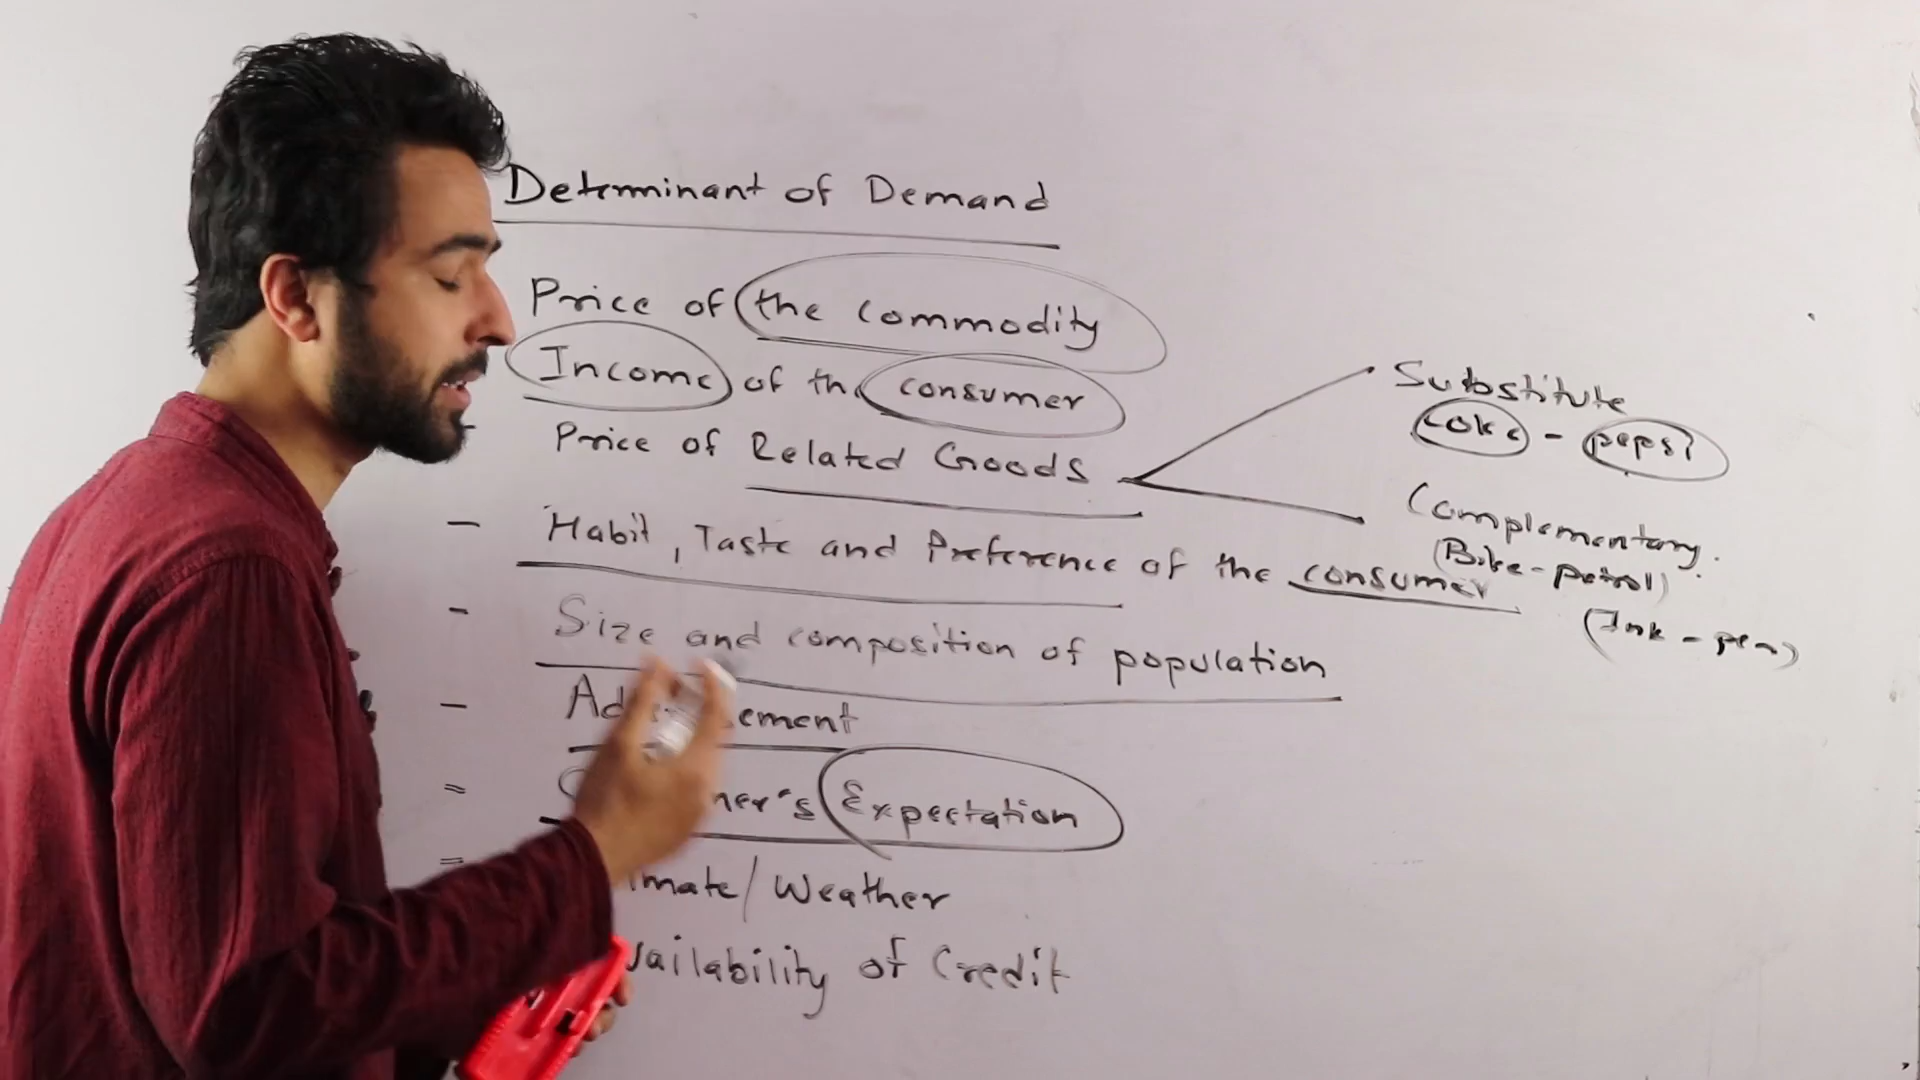 Determinant of Demand
Price of the commodity
Income of the consumer
- Price of Related Goods
Substitute
coke - pepsi
Complementary.
(Bike - petrol)
(Ink - pen)
- Habit, Taste and Preference of the consumer
- Size and composition of population
- ement
= ner's Expectation
= imate/Weather
vailability of Credit